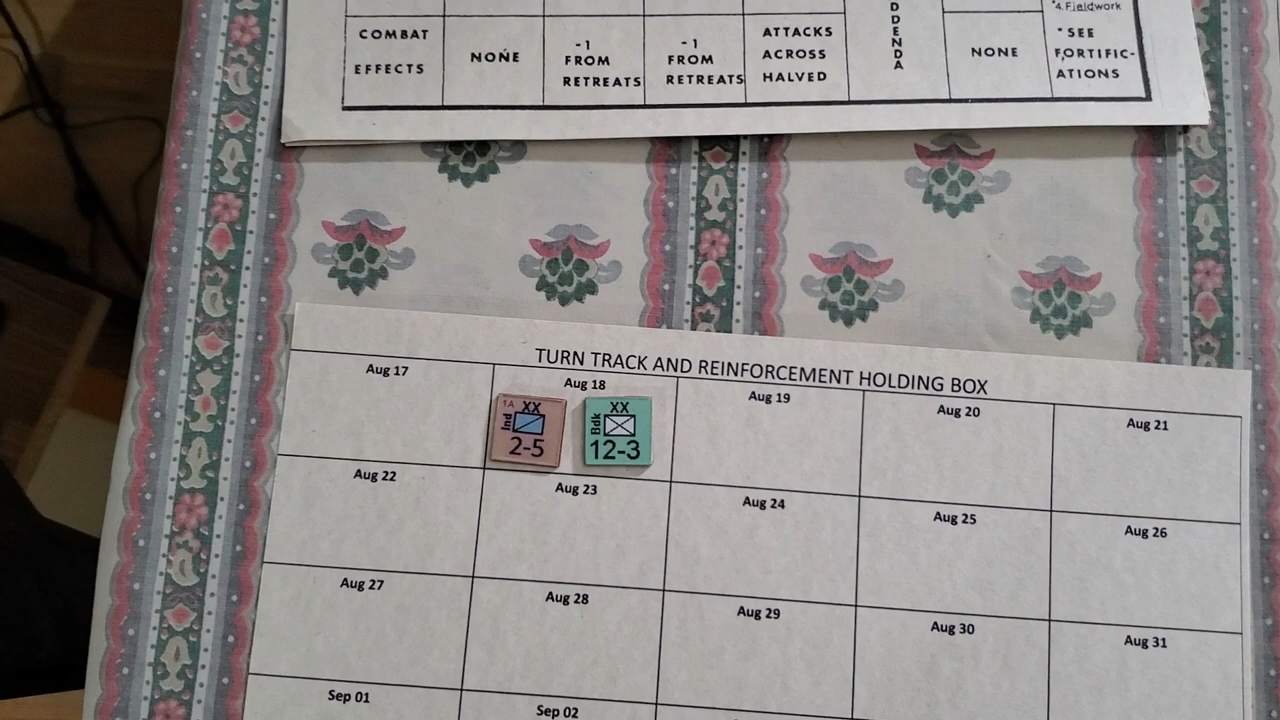 COMBAT
EFFECTS
NONE
-1
FROM
RETREATS
-1
FROM
RETREATS
ATTACKS
ACROSS
HALVED
DDENDA
NONE
*4.Fieldwork
*SEE
FORTIFIC-
ATIONS
TURN TRACK AND REINFORCEMENT HOLDING BOX
Aug 17
Aug 18
Aug 19
Aug 20
Aug 21
1A
XX
Ind
2-5
XX
Bdk
12-3
Aug 22
Aug 23
Aug 24
Aug 25
Aug 26
Aug 27
Aug 28
Aug 29
Aug 30
Aug 31
Sep 01
Sep 02